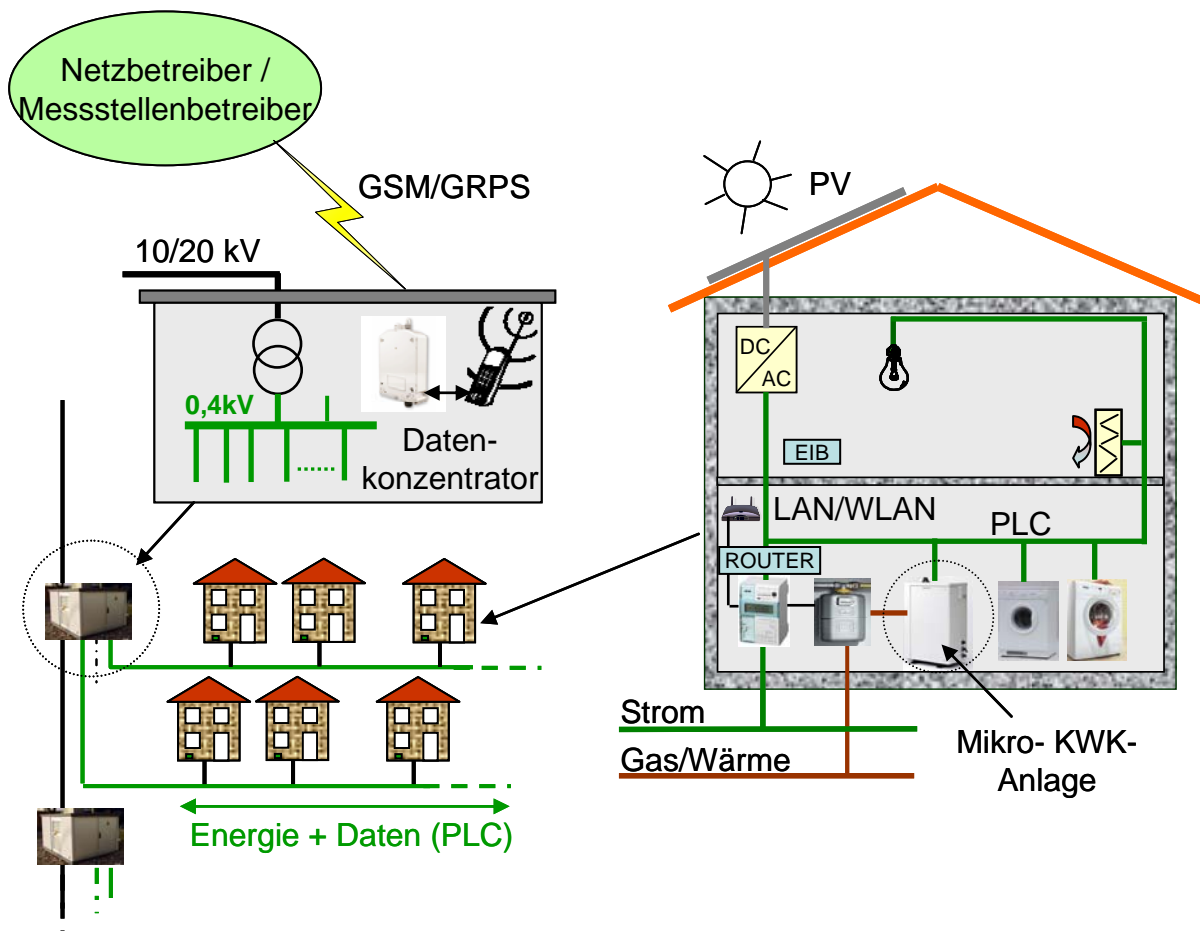 Netzbetreiber /
Messstellenbetreiber
GSM/GRPS
10/20 kV
0,4kV
Daten-
konzentrator
Energie + Daten (PLC)
PV
DC
AC
EIB
LAN/WLAN
PLC
ROUTER
Strom
Gas/Wärme
Mikro- KWK-
Anlage